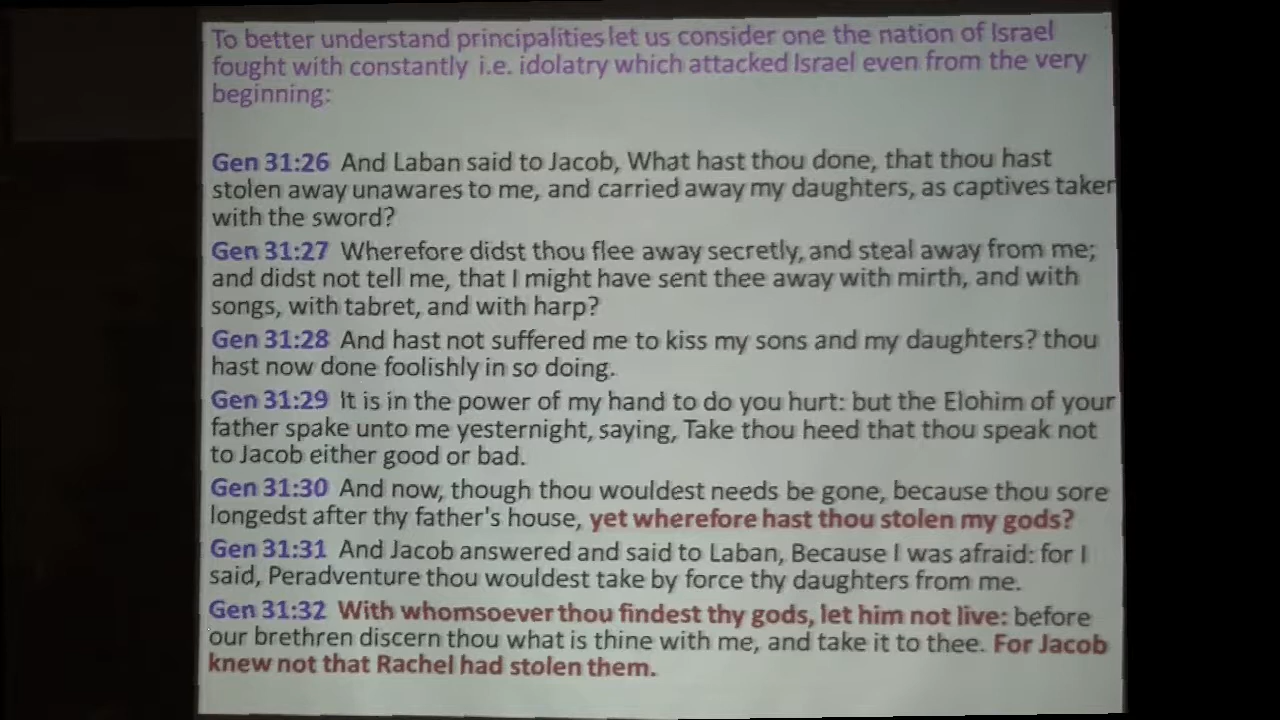 To better understand principalities let us consider one the nation of Israel
fought with constantly i.e. idolatry which attacked Israel even from the very
beginning:
Gen 31:26 And Laban said to Jacob, What hast thou done, that thou hast
stolen away unawares to me, and carried away my daughters, as captives taken
with the sword?
Gen 31:27 Wherefore didst thou flee away secretly, and steal away from me;
and didst not tell me, that I might have sent thee away with mirth, and with
songs, with tabret, and with harp?
Gen 31:28 And hast not suffered me to kiss my sons and my daughters? thou
hast now done foolishly in so doing.
Gen 31:29 It is in the power of my hand to do you hurt: but the Elohim of your
father spake unto me yesternight, saying, Take thou heed that thou speak not
to Jacob either good or bad.
Gen 31:30 And now, though thou wouldest needs be gone, because thou sore
longedst after thy father's house, yet wherefore hast thou stolen my gods?
Gen 31:31 And Jacob answered and said to Laban, Because I was afraid: for I
said, Peradventure thou wouldest take by force thy daughters from me.
Gen 31:32 With whomsoever thou findest thy gods, let him not live: before
our brethren discern thou what is thine with me, and take it to thee. For Jacob
knew not that Rachel had stolen them.